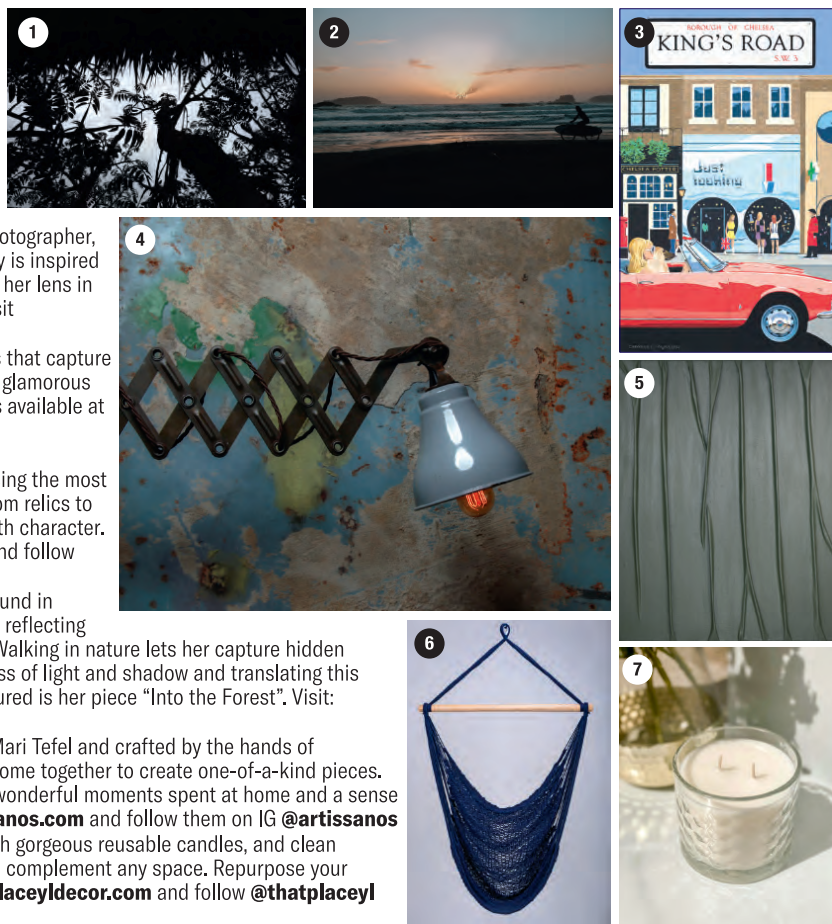 1
2
3
BOROUGH OF CHELSEA
KING'S ROAD
S.W.3
CHELSEA POTTER
Just
looking
otographer,
y is inspired
her lens in
sit
s that capture
glamorous
s available at
4
ing the most
om relics to
th character.
nd follow
5
und in
reflecting
Walking in nature lets her capture hidden
ss of light and shadow and translating this
ured is her piece “Into the Forest”. Visit:
6
7
Mari Tefel and crafted by the hands of
ome together to create one-of-a-kind pieces.
wonderful moments spent at home and a sense
anos.com and follow them on IG @artissanos
h gorgeous reusable candles, and clean
complement any space. Repurpose your
laceyldecor.com and follow @thatplaceyl